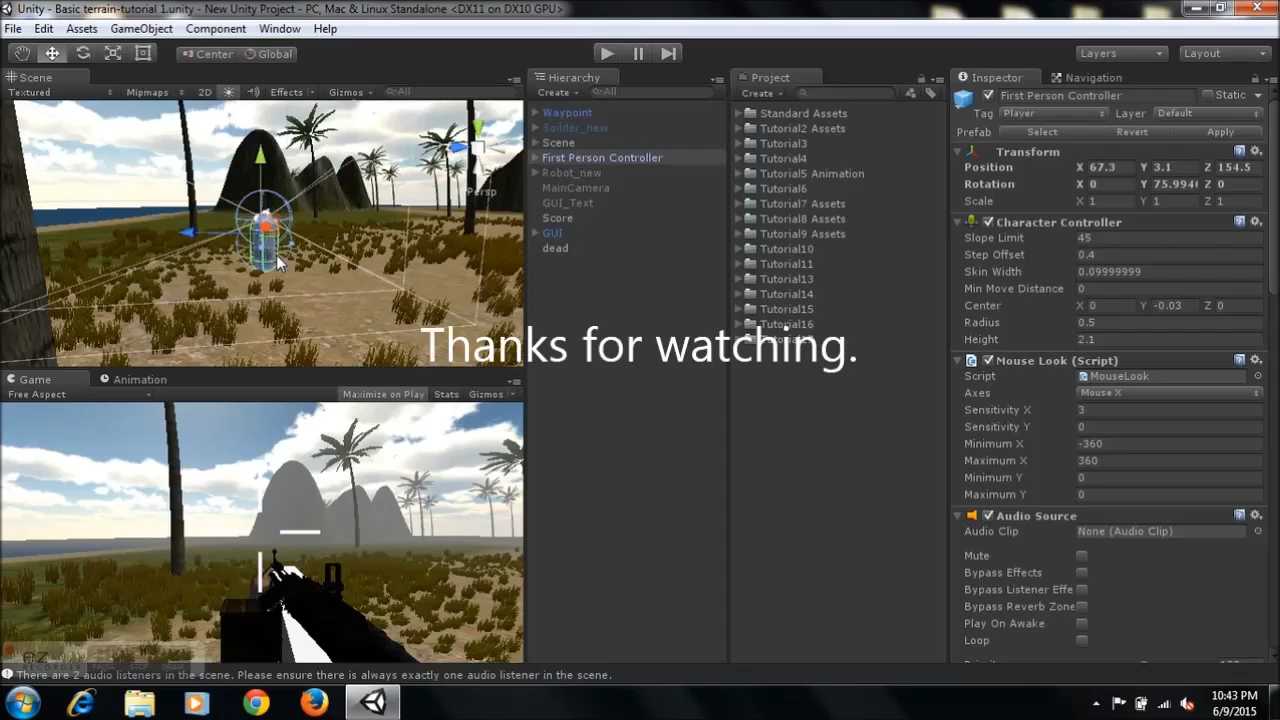 Unity - Basic terrain-tutorial 1.unity - New Unity Project - PC, Mac & Linux Standalone <DX11 on DX10 GPU>
File Edit Assets GameObject Component Window Help
Center Global Layers Layout
Scene
Textured Mipmaps 2D Effects Gizmos All
Persp
Game Animation
Free Aspect Maximize on Play Stats Gizmos
Hierarchy
Create All
Waypoint
Soilder_new
Scene
First Person Controller
Robot_new
MainCamera
GUI_Text
Score
GUI
dead
Project
Create
Standard Assets
Tutorial2 Assets
Tutorial3
Tutorial4
Tutorial5 Animation
Tutorial6
Tutorial7 Assets
Tutorial8 Assets
Tutorial9 Assets
Tutorial10
Tutorial11
Tutorial13
Tutorial14
Tutorial15
Tutorial16
Thanks for watching.
Inspector Navigation
First Person Controller Static
Tag Player Layer Default
Prefab Select Revert Apply
Transform
Position X 67.3 Y 3.1 Z 154.5
Rotation X 0 Y 75.994 Z 0
Scale X 1 Y 1 Z 1
Character Controller
Slope Limit 45
Step Offset 0.4
Skin Width 0.09999999
Min Move Distance 0
Center X 0 Y -0.03 Z 0
Radius 0.5
Height 2.1
Mouse Look (Script)
Script MouseLook
Axes Mouse X
Sensitivity X 3
Sensitivity Y 0
Minimum X -360
Maximum X 360
Minimum Y 0
Maximum Y 0
Audio Source
Audio Clip None (Audio Clip)
Mute
Bypass Effects
Bypass Listener Effe
Bypass Reverb Zone
Play On Awake
Loop
There are 2 audio listeners in the scene. Please ensure there is always exactly one audio listener in the scene.
10:43 PM
6/9/2015